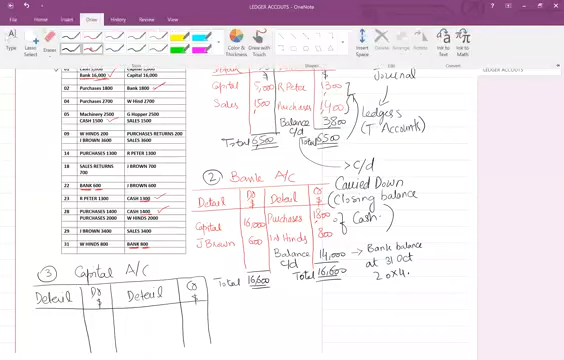 LEDGER ACCOUTS - OneNote
File Home Insert Draw History Review View
Type
Lasso Select
Eraser
Color & Thickness
Draw with Touch
Insert Space
Delete
Arrange
Rotate
Ink to Text
Ink to Math
LEDGER ACCOUTS
Bank 16,000 Capital 16,000
02 Purchases 1800 Bank 1800
04 Purchases 2700 W Hind 2700
05 Machinery 2500 G Hopper 2500
CASH 1500 SALES 1500
09 W HINDS 200 PURCHASES RETURNS 200
J BROWN 3600 SALES 3600
14 PURCHASES 1300 R PETER 1300
18 SALES RETURNS 700 J BROWN 700
22 BANK 600 J BROWN 600
23 R PETER 1300 CASH 1300
28 PURCHASES 1400 CASH 1400
PURCHASES 2000 W HINDS 2000
29 J BROWN 3400 SALES 3400
31 W HINDS 800 BANK 800
$ $
Capital 5,000 R Peter 1300
Sales 1500 Purchases 1400
Balance c/d 3800
Total 6500 Total 6500
Journal
Ledgers
(T Accounts)
c/d
Carried Down
(Closing balance
of Cash)
2 Bank A/C
Detail Dr $ Detail Cr $
Capital 16,000 Purchases 1800
J Brown 600 W Hinds 800
Balance c/d 14,000
Total 16,600 Total 16,600
Bank balance
at 31 Oct
20x4.
3 Capital A/C
Detail Dr $ Detail Cr $